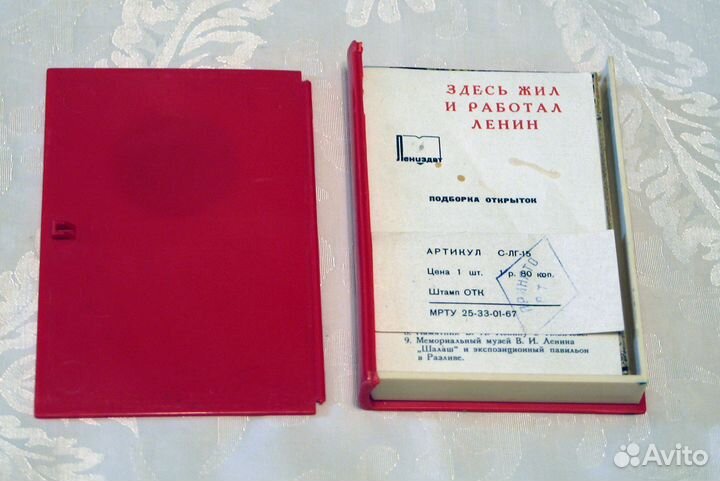 ЗДЕСЬ ЖИЛ
И РАБОТАЛ
ЛЕНИН
Лениздат
ПОДБОРКА ОТКРЫТОК
АРТИКУЛ С-ЛГ-15
Цена 1 шт. 1 р. 80 коп.
Штамп ОТК
ПРИНЯТО
МРТУ 25-33-01-67
9. Мемориальный музей В. И. Ленина
„Шалаш" и экспозиционный павильон
в Разливе.
Avito